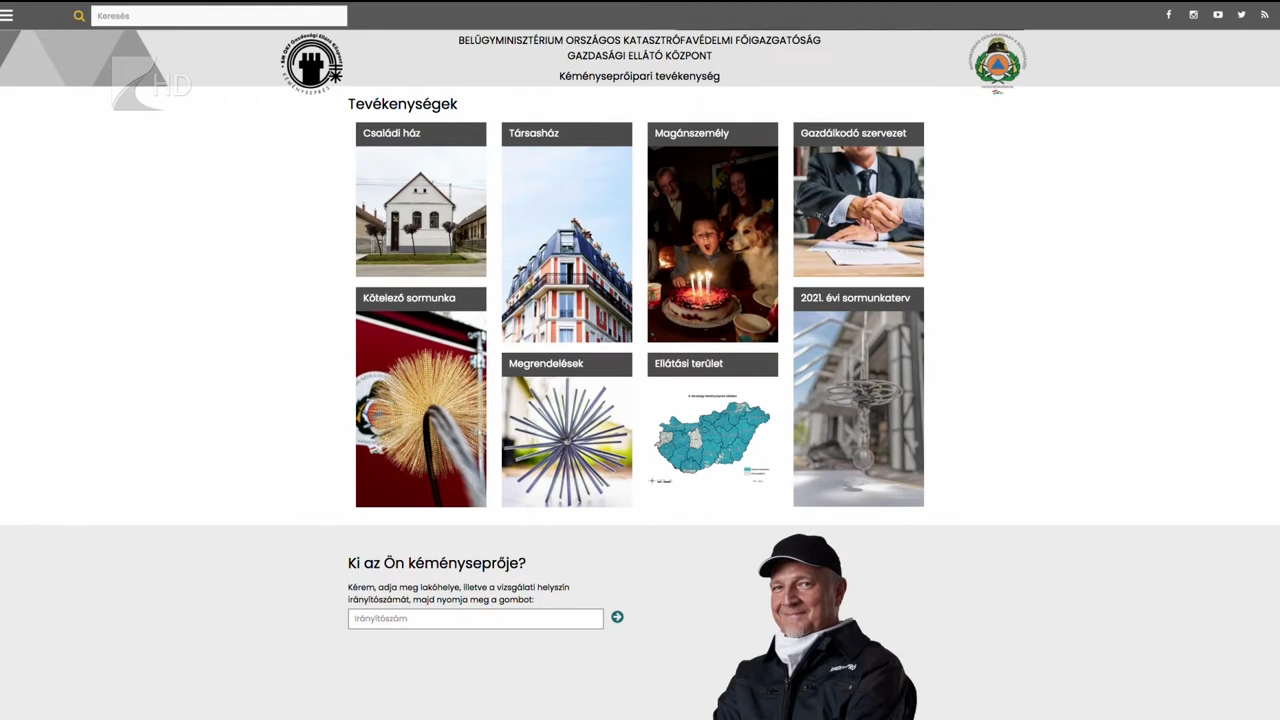 Keresés
BELÜGYMINISZTÉRIUM ORSZÁGOS KATASZTRÓFAVÉDELMI FŐIGAZGATÓSÁG
GAZDASÁGI ELLÁTÓ KÖZPONT
Kéményseprőipari tevékenység
HD
Tevékenységek
Családi ház
Társasház
Magánszemély
Gazdálkodó szervezet
Kötelező sormunka
2021. évi sormunkaterv
Megrendelések
Ellátási terület
Ki az Ön kéményseprője?
Kérem, adja meg lakóhelye, illetve a vizsgálati helyszín
irányítószámát, majd nyomja meg a gombot:
Irányítószám